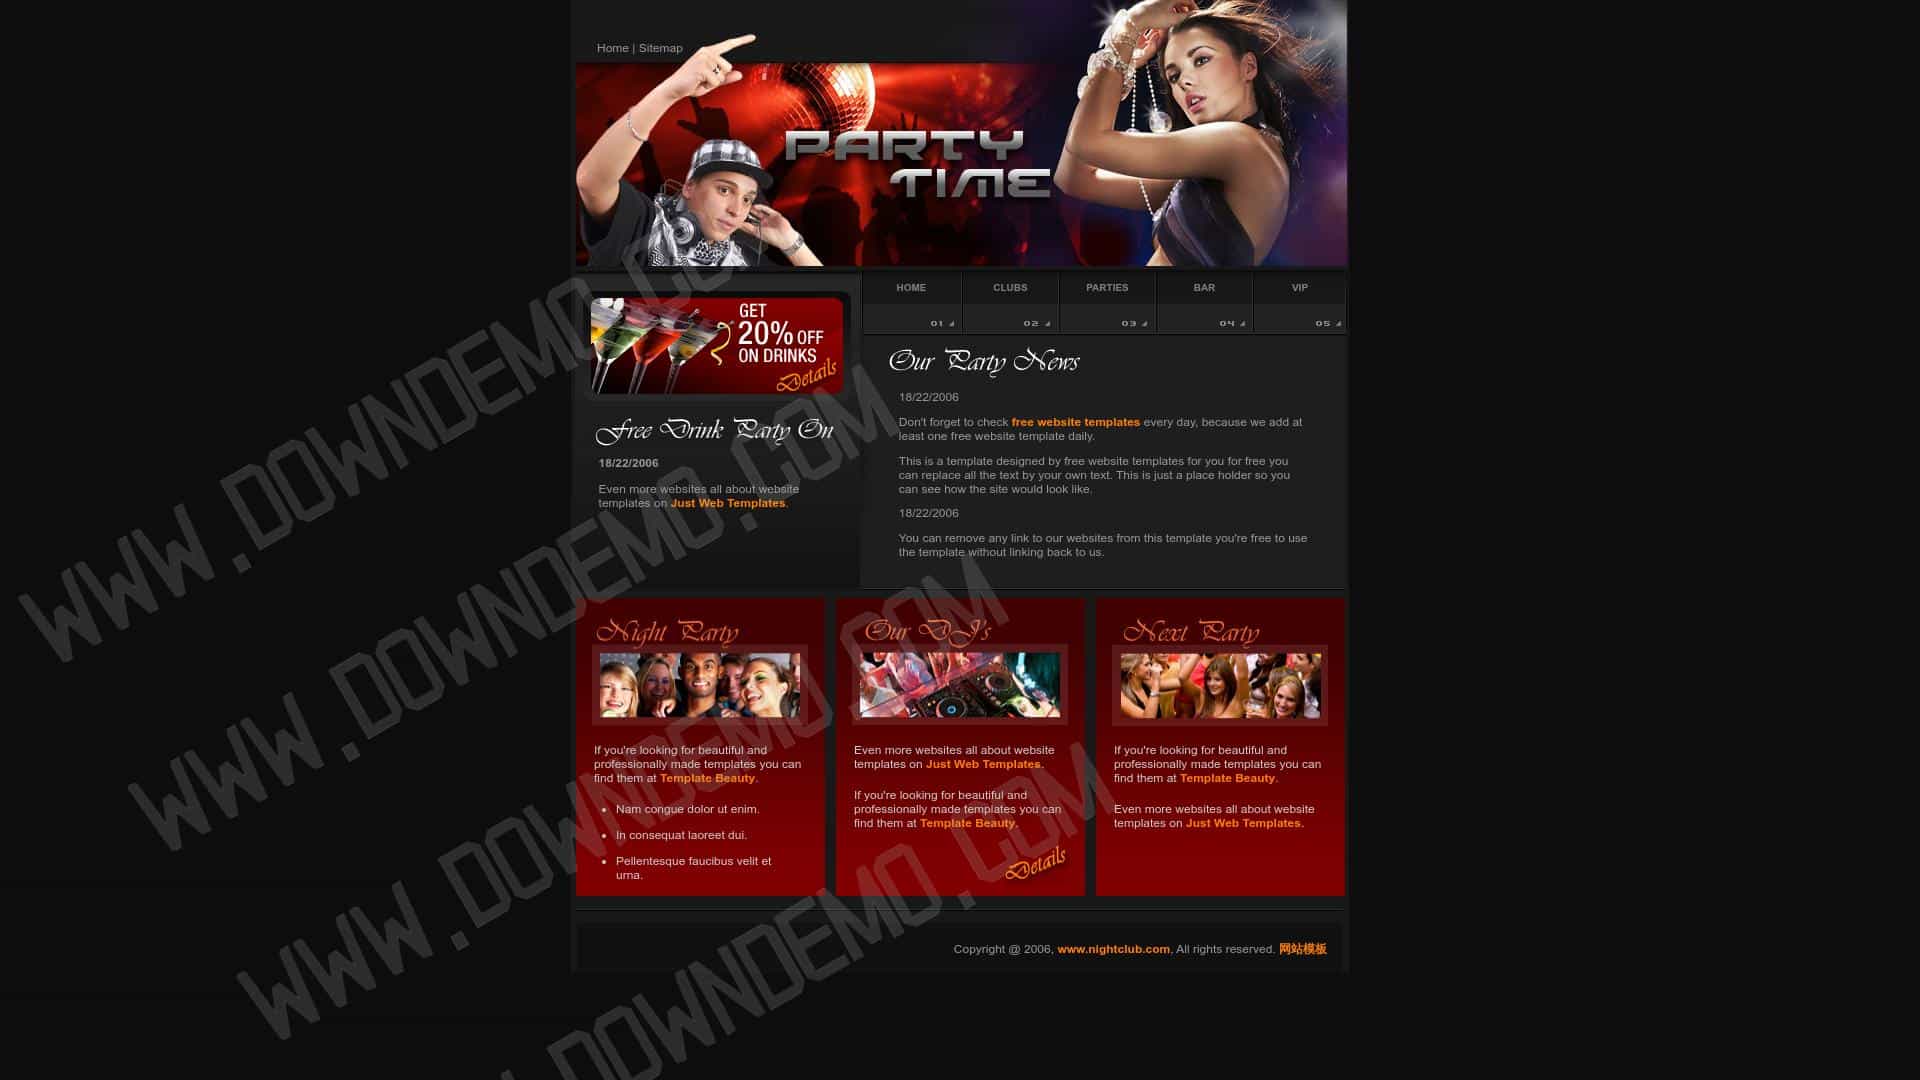 Home | Sitemap
PARTY
TIME
HOME
CLUBS
PARTIES
BAR
VIP
01
02
03
04
05
GET
20% OFF
ON DRINKS
Details
Free Drink Party On
18/22/2006
Even more websites all about website
templates on Just Web Templates.
Our Party News
18/22/2006
Don't forget to check free website templates every day, because we add at
least one free website template daily.
This is a template designed by free website templates for you for free you
can replace all the text by your own text. This is just a place holder so you
can see how the site would look like.
18/22/2006
You can remove any link to our websites from this template you're free to use
the template without linking back to us.
Night Party
If you're looking for beautiful and
professionally made templates you can
find them at Template Beauty.
• Nam congue dolor ut enim.
• In consequat laoreet dui.
• Pellentesque faucibus velit et
urna.
Our DJ's
Even more websites all about website
templates on Just Web Templates.
If you're looking for beautiful and
professionally made templates you can
find them at Template Beauty.
Details
Next Party
If you're looking for beautiful and
professionally made templates you can
find them at Template Beauty.
Even more websites all about website
templates on Just Web Templates.
Copyright @ 2006, www.nightclub.com, All rights reserved. 网站模板
WWW.DOWNDEMO.COM
WWW.DOWNDEMO.COM
WWW.DOWNDEMO.COM
WWW.DOWNDEMO.COM